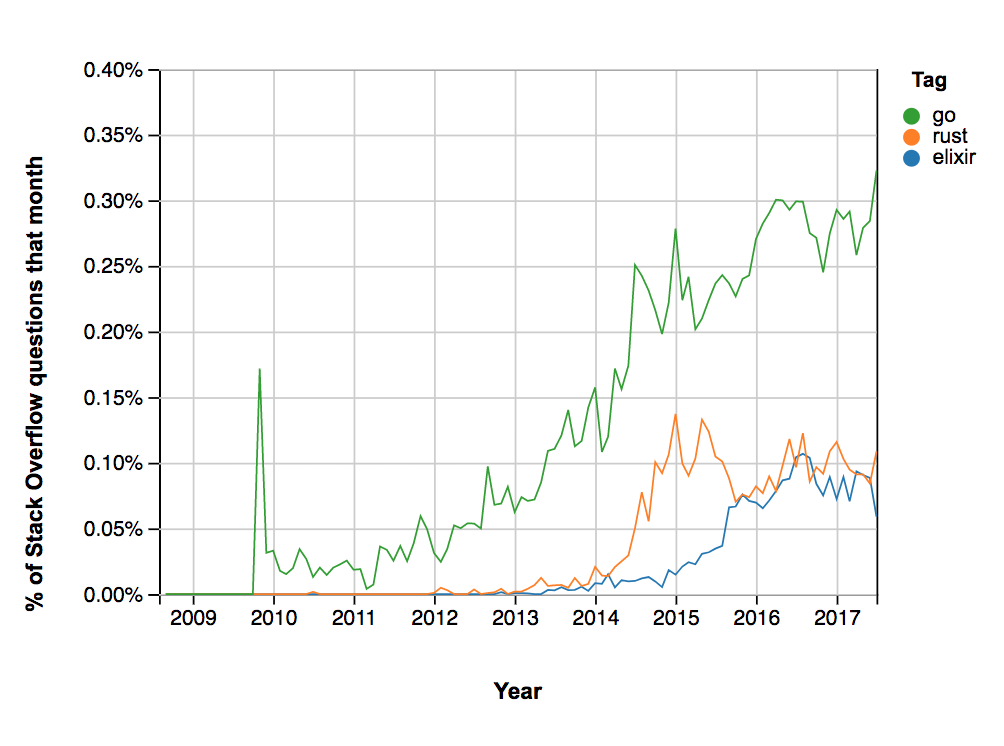 % of Stack Overflow questions that month
0.40%
0.35%
0.30%
0.25%
0.20%
0.15%
0.10%
0.05%
0.00%
2009 2010 2011 2012 2013 2014 2015 2016 2017
Year
Tag
go
rust
elixir